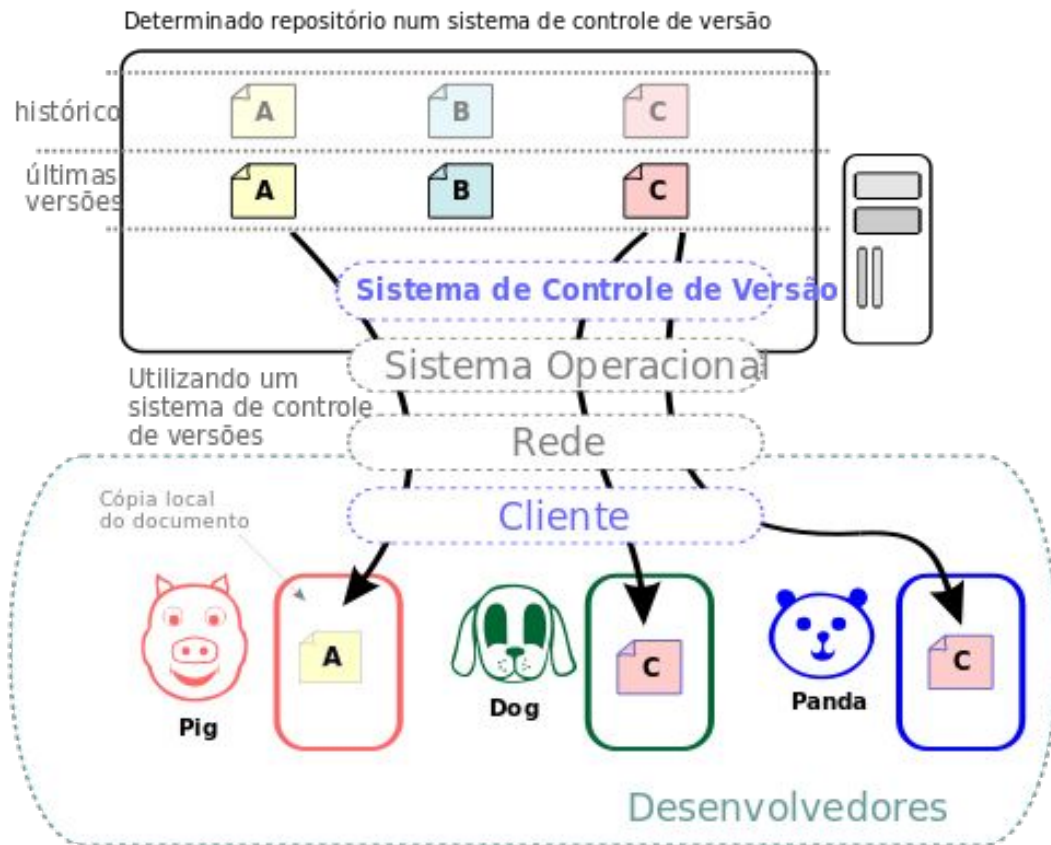 Determinado repositório num sistema de controle de versão
histórico
A
B
C
últimas
versões
A
B
C
Sistema de Controle de Versão
Sistema Operacional
Utilizando um
sistema de controle
de versões
Rede
Cliente
Cópia local
do documento
A
C
C
Pig
Dog
Panda
Desenvolvedores